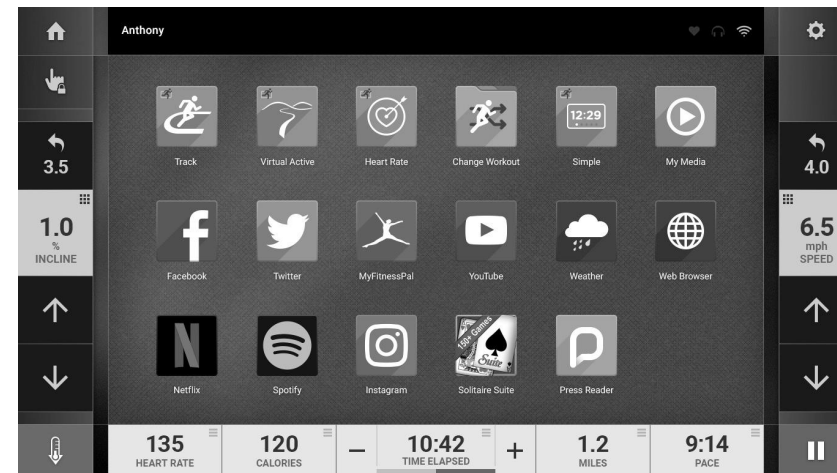 Anthony
3.5
1.0
%
INCLINE
12:29
Track
Virtual Active
Heart Rate
Change Workout
Simple
My Media
Facebook
Twitter
MyFitnessPal
YouTube
Weather
Web Browser
N
150+ Games
Suite
Netflix
Spotify
Instagram
Solitaire Suite
Press Reader
4.0
6.5
mph
SPEED
135
HEART RATE
120
CALORIES
— 10:42 +
TIME ELAPSED
1.2
MILES
9:14
PACE